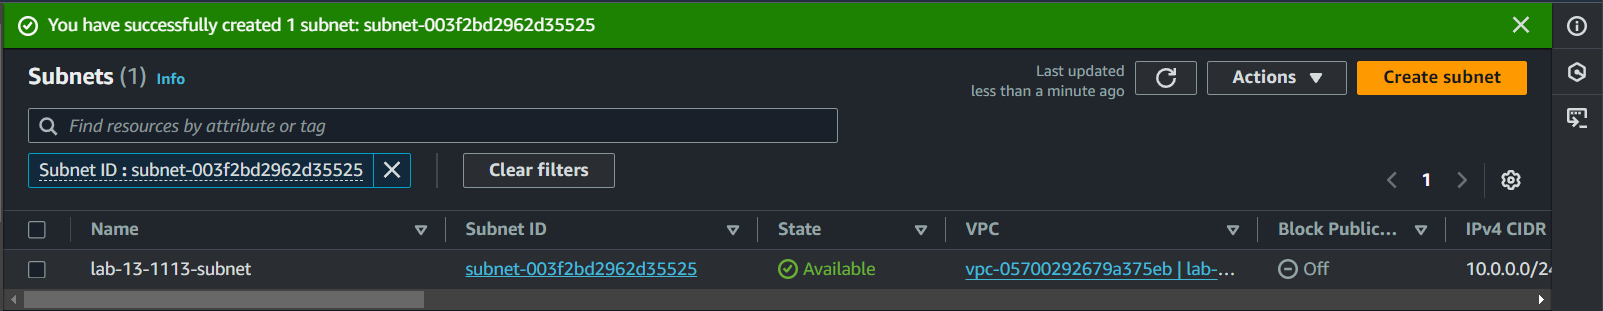 You have successfully created 1 subnet: subnet-003f2bd2962d35525
Subnets (1) Info
Last updated
less than a minute ago
Actions
Create subnet
Find resources by attribute or tag
Subnet ID : subnet-003f2bd2962d35525
Clear filters
1
Name Subnet ID State VPC Block Public... IPv4 CIDR
lab-13-1113-subnet subnet-003f2bd2962d35525 Available vpc-05700292679a375eb | lab-... Off 10.0.0.0/24